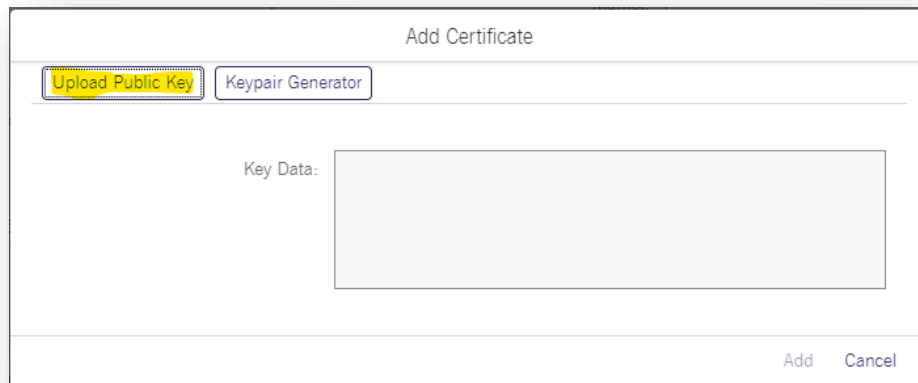 Add Certificate
Upload Public Key Keypair Generator
Key Data:
Add Cancel